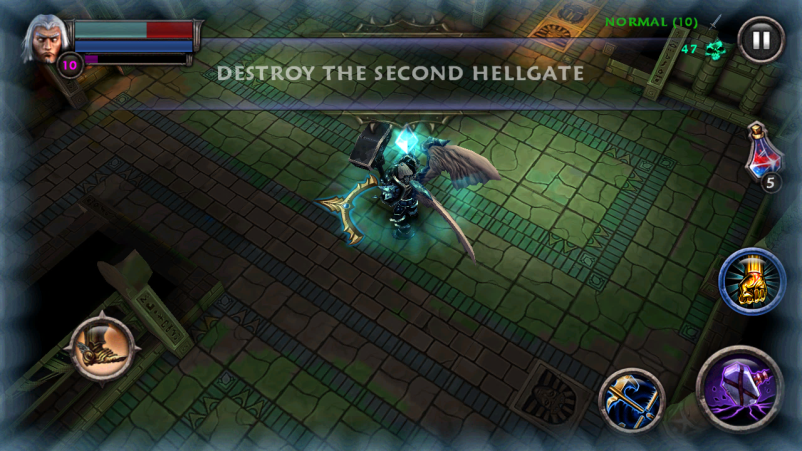 NORMAL (10)
47
10
DESTROY THE SECOND HELLGATE
5